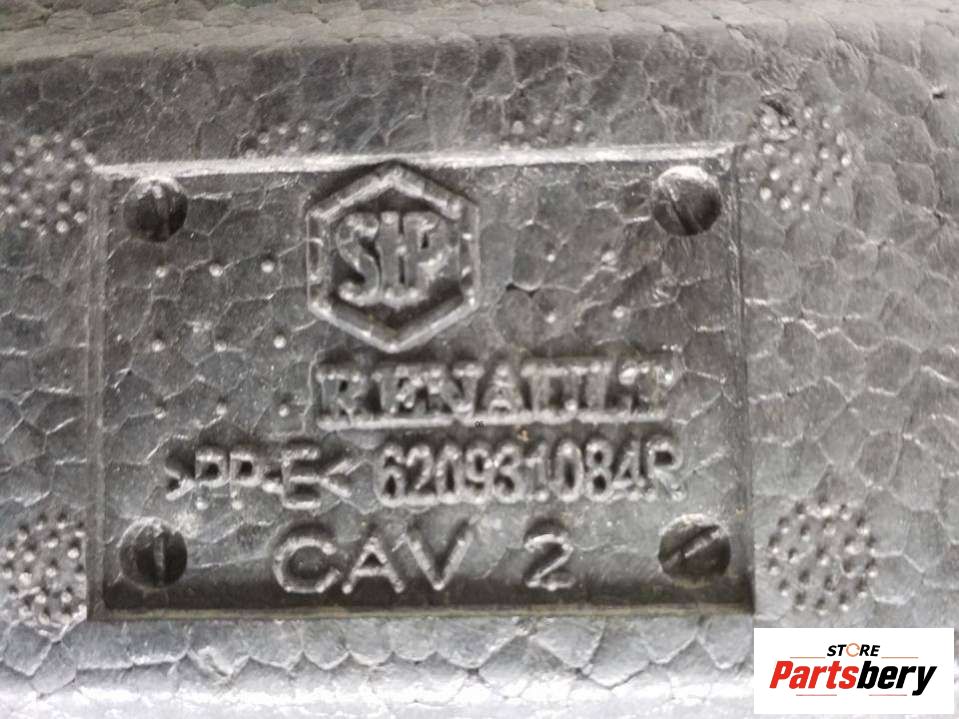 SIP
RENAULT
>PP-E< 620931084R
CAV 2
STORE
Partsbery